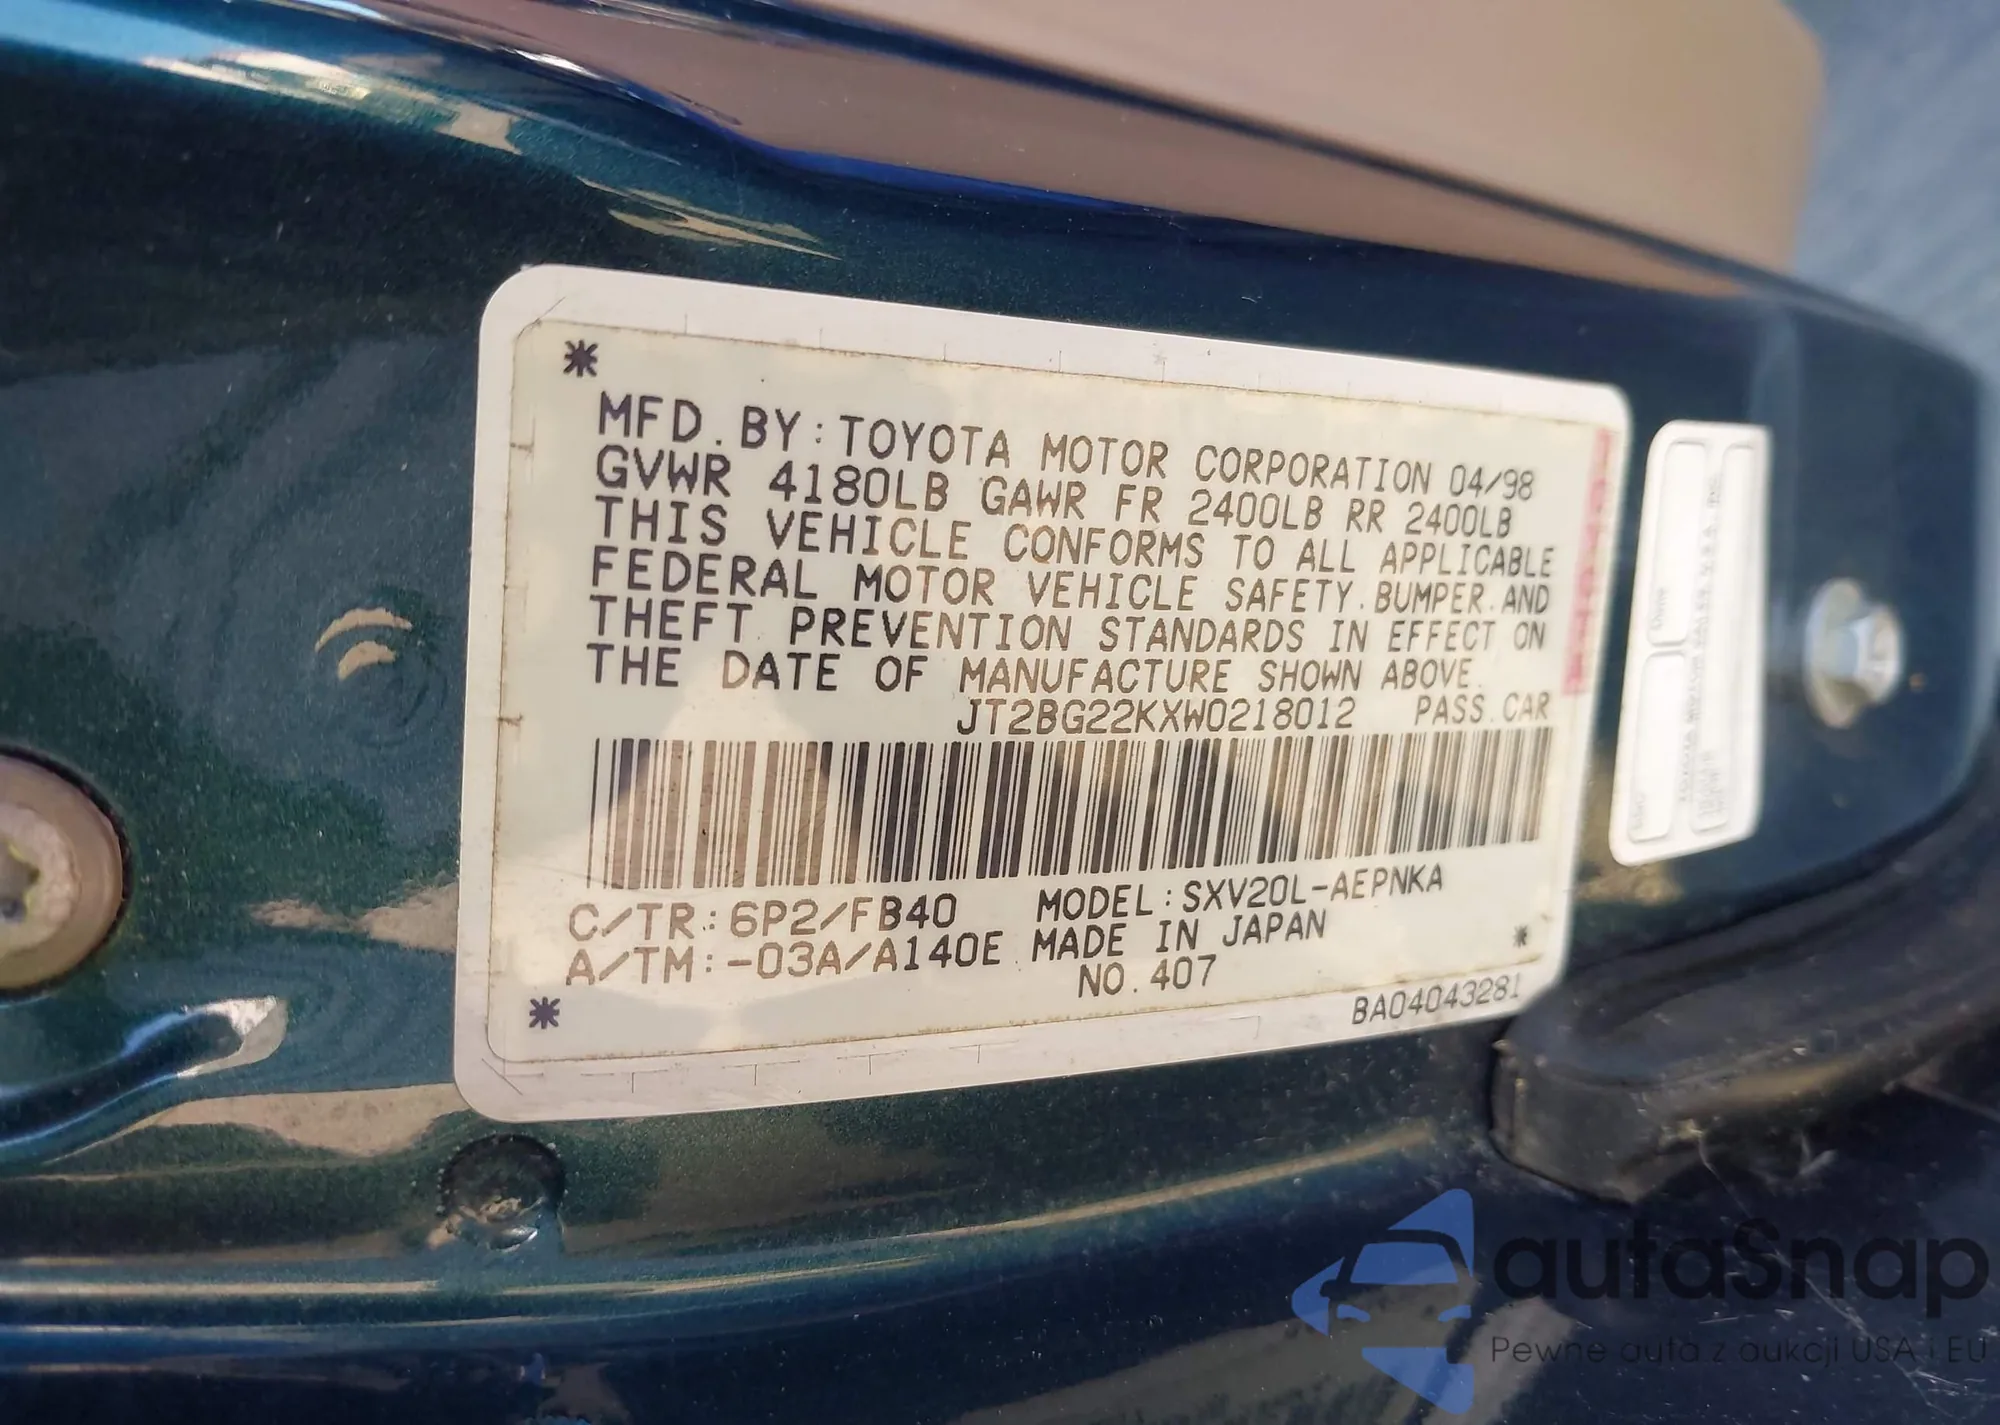 MFD. BY: TOYOTA MOTOR CORPORATION 04/98
GVWR 4180LB GAWR FR 2400LB RR 2400LB
THIS VEHICLE CONFORMS TO ALL APPLICABLE
FEDERAL MOTOR VEHICLE SAFETY. BUMPER. AND
THEFT PREVENTION STANDARDS IN EFFECT ON
THE DATE OF MANUFACTURE SHOWN ABOVE.
JT2BG22KXW0218012 PASS. CAR
C/TR: 6P2/FB40 MODEL: SXV20L-AEPNKA
A/TM: -03A/A140E MADE IN JAPAN
NO. 407
BA04043281
autaSnap
Pewne auta z aukcji USA i EU